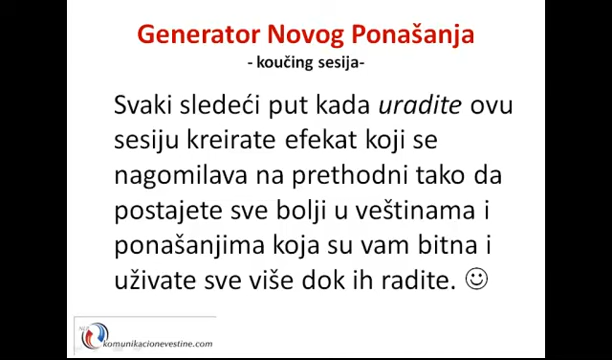 Generator Novog Ponašanja
- koučing sesija-
Svaki sledeći put kada uradite ovu
sesiju kreirate efekat koji se
nagomilava na prethodni tako da
postajete sve bolji u veštinama i
ponašanjima koja su vam bitna i
uživate sve više dok ih radite. ☺
NLP
komunikacionevestine.com